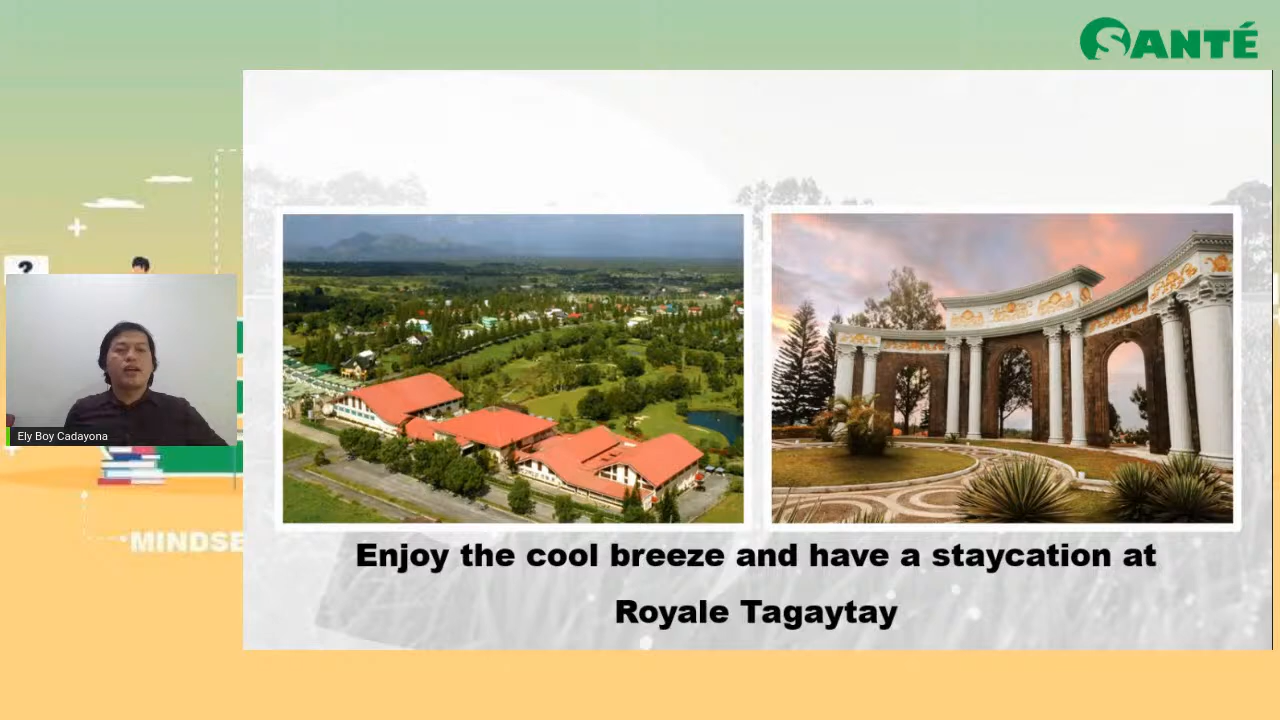 SANTÉ
?
Ely Boy Cadayona
MINDSE
Enjoy the cool breeze and have a staycation at
Royale Tagaytay